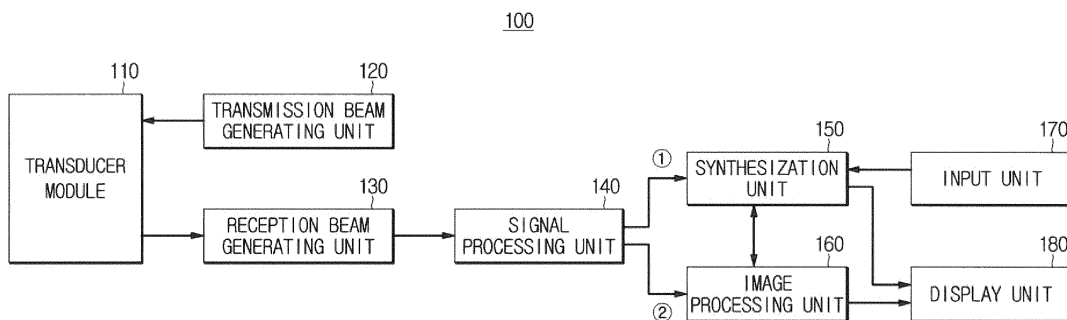 100
110
TRANSDUCER
MODULE
120
TRANSMISSION BEAM
GENERATING UNIT
130
RECEPTION BEAM
GENERATING UNIT
140
SIGNAL
PROCESSING UNIT
①
②
150
SYNTHESIZATION
UNIT
160
IMAGE
PROCESSING UNIT
170
INPUT UNIT
180
DISPLAY UNIT